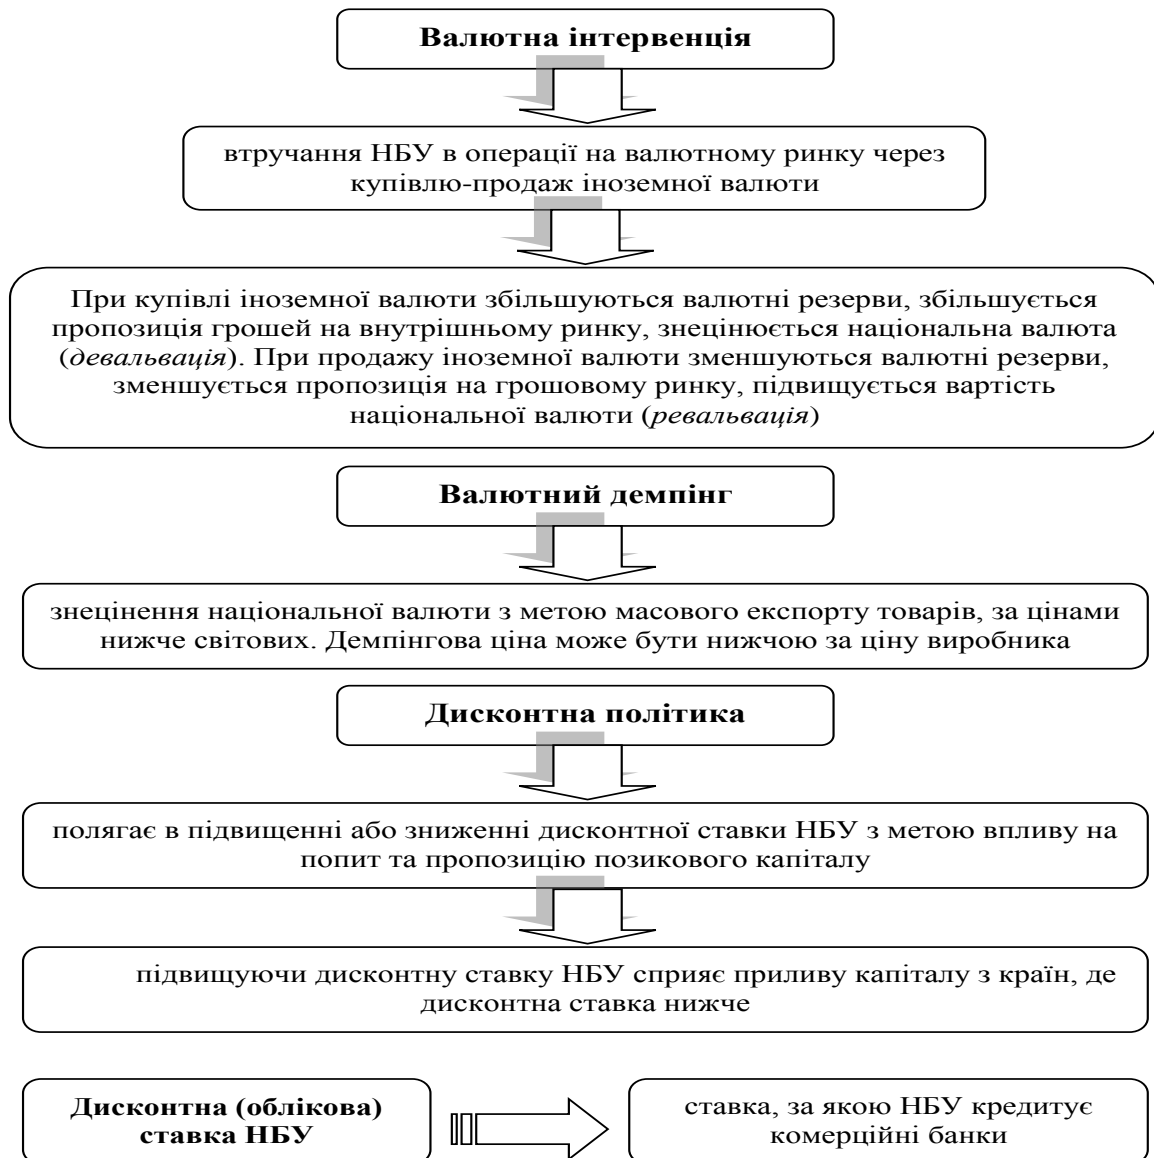 Валютна інтервенція
втручання НБУ в операції на валютному ринку через
купівлю-продаж іноземної валюти
При купівлі іноземної валюти збільшуються валютні резерви, збільшується
пропозиція грошей на внутрішньому ринку, знецінюється національна валюта
(девальвація). При продажу іноземної валюти зменшуються валютні резерви,
зменшується пропозиція на грошовому ринку, підвищується вартість
національної валюти (ревальвація)
Валютний демпінг
знецінення національної валюти з метою масового експорту товарів, за цінами
нижче світових. Демпінгова ціна може бути нижчою за ціну виробника
Дисконтна політика
полягає в підвищенні або зниженні дисконтної ставки НБУ з метою впливу на
попит та пропозицію позикового капіталу
підвищуючи дисконтну ставку НБУ сприяє приливу капіталу з країн, де
дисконтна ставка нижче
Дисконтна (облікова)
ставка НБУ
ставка, за якою НБУ кредитує
комерційні банки